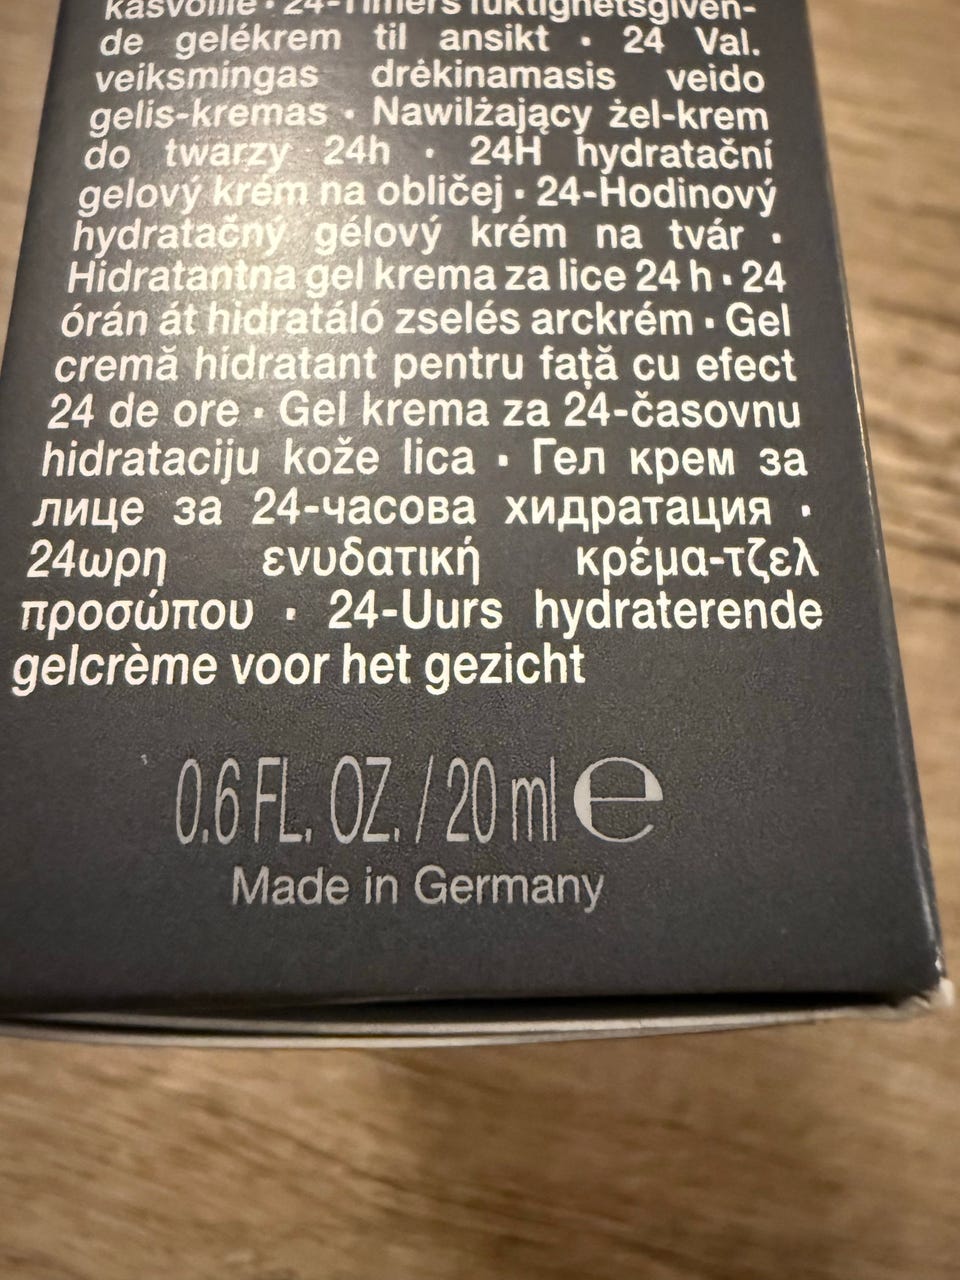 kasvoille · 24-Timers fuktighetsgiven-
de gelékrem til ansikt · 24 Val.
veiksmingas drėkinamasis veido
gelis-kremas · Nawilżający żel-krem
do twarzy 24h · 24H hydratační
gelový krém na obličej · 24-Hodinový
hydratačný gélový krém na tvár ·
Hidratantna gel krema za lice 24 h · 24
órán át hidratáló zselés arckrém · Gel
cremă hidratant pentru față cu efect
24 de ore · Gel krema za 24-časovnu
hidrataciju kože lica · Гел крем за
лице за 24-часова хидратация ·
24ωρη ενυδατική κρέμα-τζελ
προσώπου · 24-Uurs hydraterende
gelcrème voor het gezicht
0.6 FL. OZ. / 20 ml ℮
Made in Germany